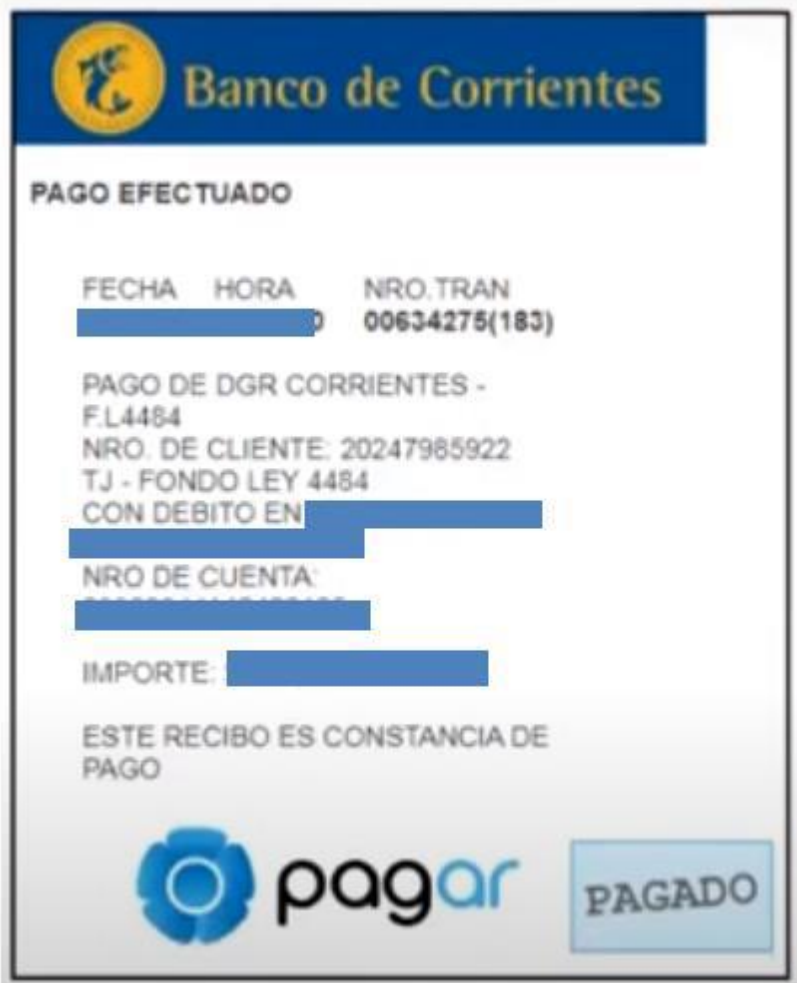 Banco de Corrientes
PAGO EFECTUADO
FECHA HORA NRO.TRAN
00634275(183)
PAGO DE DGR CORRIENTES -
F.L4484
NRO. DE CLIENTE: 20247985922
TJ - FONDO LEY 4484
CON DEBITO EN
NRO DE CUENTA:
IMPORTE:
ESTE RECIBO ES CONSTANCIA DE
PAGO
pagar
PAGADO